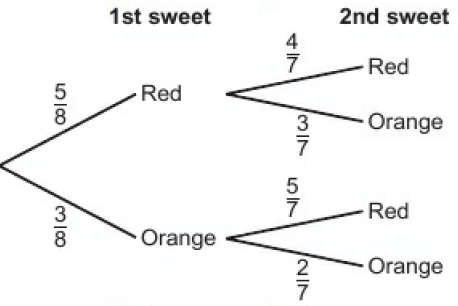 1st sweet 2nd sweet
4/7
Red
5/8
Red
3/7
Orange
3/8
Orange
5/7
Red
2/7
Orange